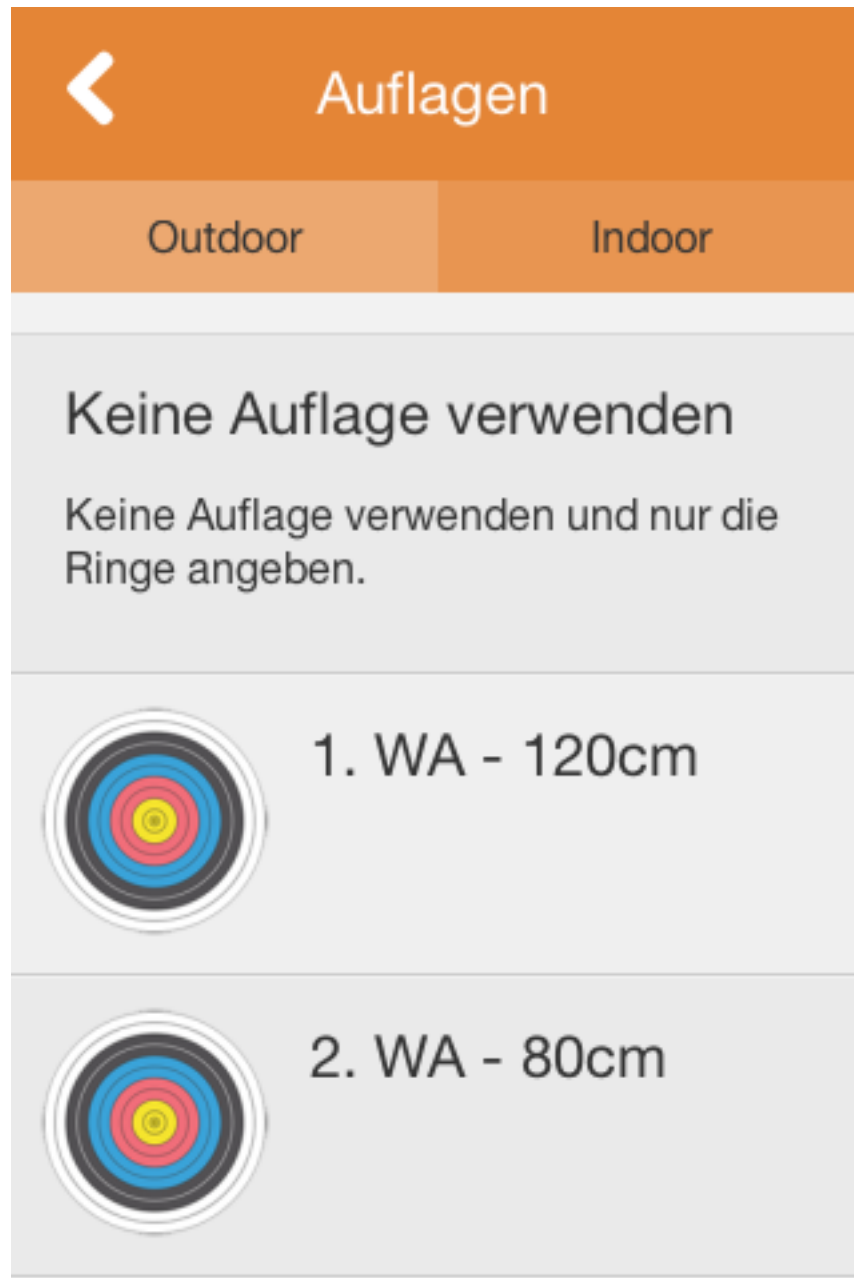 Auflagen
Outdoor
Indoor
Keine Auflage verwenden
Keine Auflage verwenden und nur die
Ringe angeben.
1. WA - 120cm
2. WA - 80cm